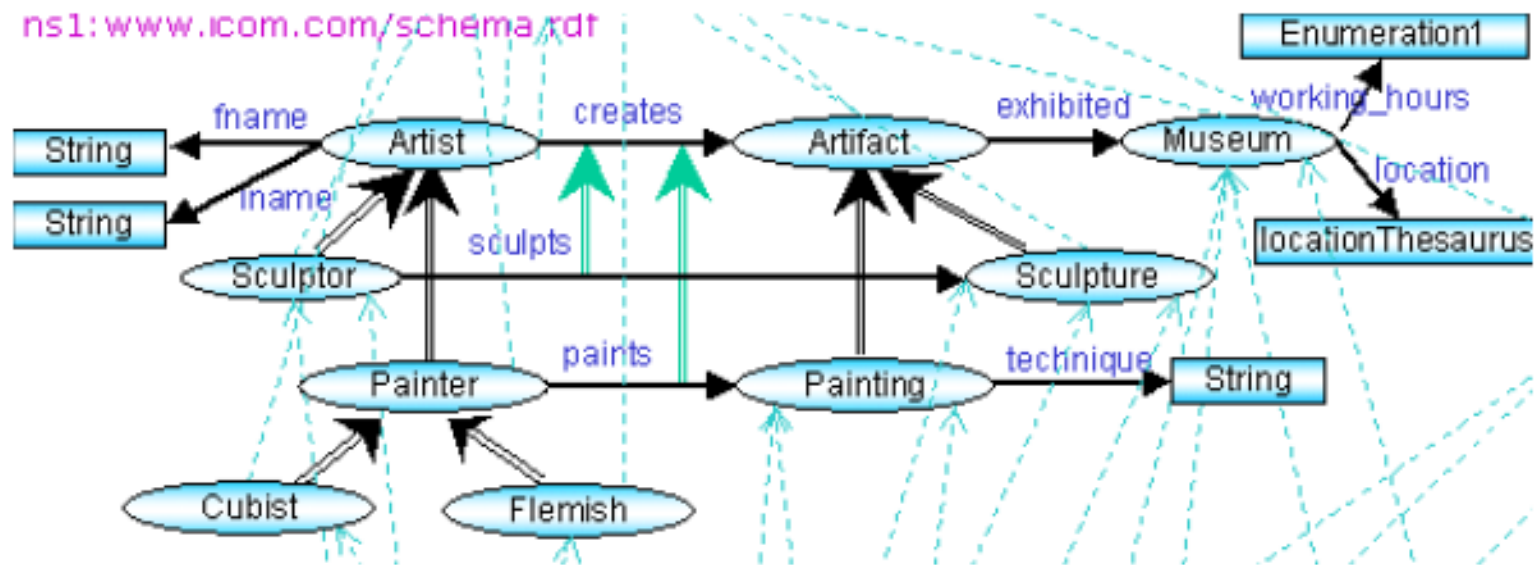 ns1:www.icom.com/schema.rdf
Enumeration1
fname
creates
exhibited
working_hours
String
Artist
Artifact
Museum
location
String
lname
sculpts
locationThesaurus
Sculptor
Sculpture
paints
technique
Painter
Painting
String
Cubist
Flemish